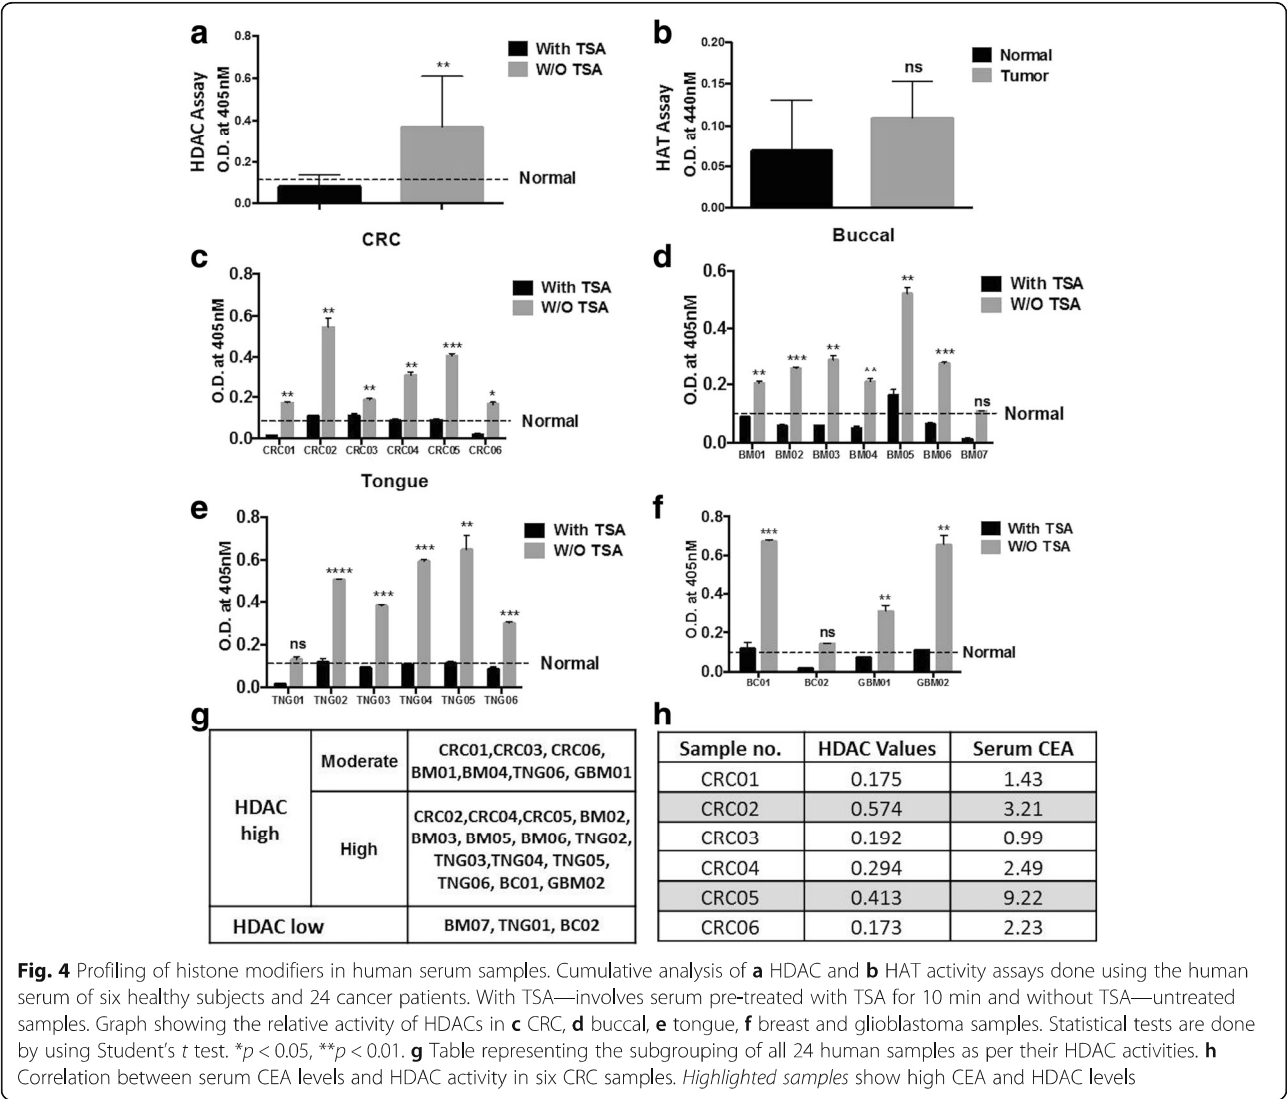 a
0.8
0.6
0.4
0.2
0.0
HDAC Assay
O.D. at 405nM
With TSA
W/O TSA
**
Normal
b
0.20
0.15
0.10
0.05
0.00
HAT Assay
O.D. at 440nM
ns
Normal
Tumor
c
CRC
0.8
0.6
0.4
0.2
0.0
O.D. at 405nM
With TSA
W/O TSA
** ** ** ** *** *
Normal
CRC01 CRC02 CRC03 CRC04 CRC05 CRC06
d
Buccal
0.6
0.4
0.2
0.0
O.D. at 405nM
With TSA
W/O TSA
** *** ** ** ** *** ns
Normal
BM01 BM02 BM03 BM04 BM05 BM06 BM07
e
Tongue
0.8
0.6
0.4
0.2
0.0
O.D. at 405nM
With TSA
W/O TSA
ns **** *** *** ** ***
Normal
TNG01 TNG02 TNG03 TNG04 TNG05 TNG06
f
0.8
0.6
0.4
0.2
0.0
O.D. at 405nM
With TSA
W/O TSA
*** ns ** **
Normal
BC01 BC02 GBM01 GBM02
g
HDAC
high
Moderate
CRC01,CRC03, CRC06,
BM01,BM04,TNG06, GBM01
High
CRC02,CRC04,CRC05, BM02,
BM03, BM05, BM06, TNG02,
TNG03,TNG04, TNG05,
TNG06, BC01, GBM02
HDAC low
BM07, TNG01, BC02
h
Sample no. HDAC Values Serum CEA
CRC01 0.175 1.43
CRC02 0.574 3.21
CRC03 0.192 0.99
CRC04 0.294 2.49
CRC05 0.413 9.22
CRC06 0.173 2.23
Fig. 4 Profiling of histone modifiers in human serum samples. Cumulative analysis of a HDAC and b HAT activity assays done using the human
serum of six healthy subjects and 24 cancer patients. With TSA—involves serum pre-treated with TSA for 10 min and without TSA—untreated
samples. Graph showing the relative activity of HDACs in c CRC, d buccal, e tongue, f breast and glioblastoma samples. Statistical tests are done
by using Student's t test. *p < 0.05, **p < 0.01. g Table representing the subgrouping of all 24 human samples as per their HDAC activities. h
Correlation between serum CEA levels and HDAC activity in six CRC samples. Highlighted samples show high CEA and HDAC levels